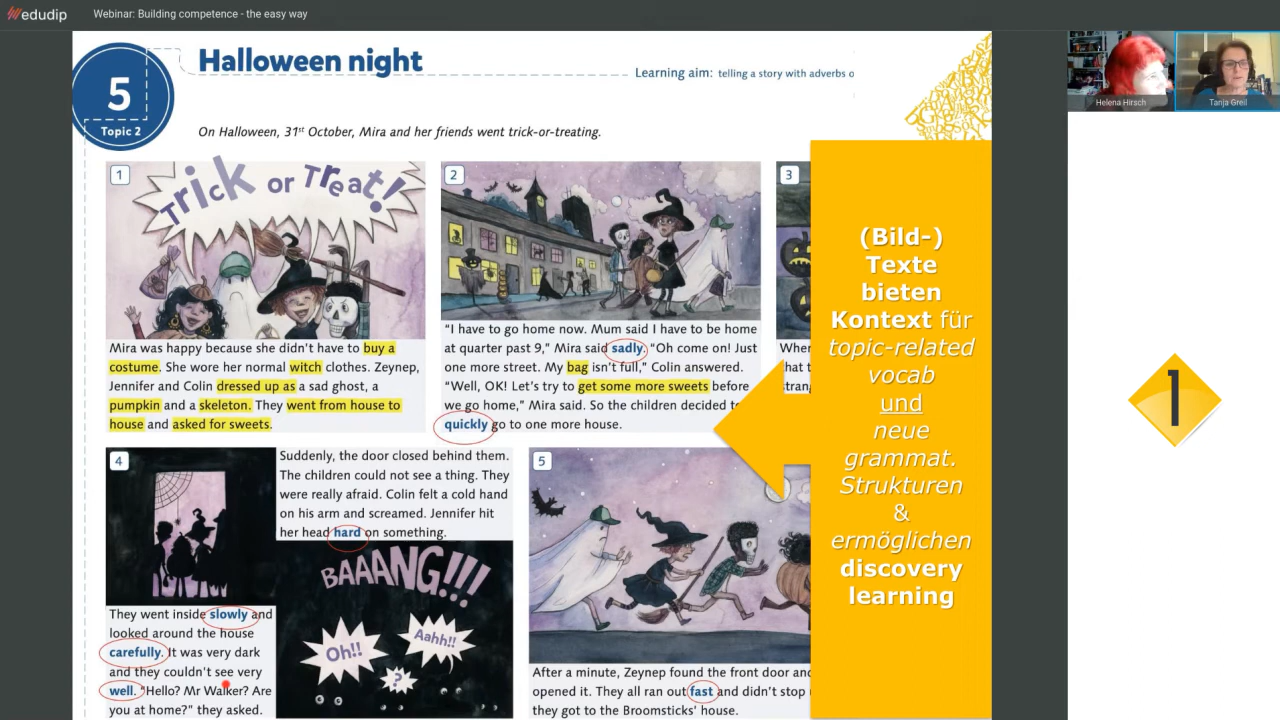 edudip
Webinar: Building competence - the easy way
5
Topic 2
Halloween night
Learning aim: telling a story with adverbs o
On Halloween, 31st October, Mira and her friends went trick-or-treating.
1
Trick or Treat!
Mira was happy because she didn't have to buy a
costume. She wore her normal witch clothes. Zeynep,
Jennifer and Colin dressed up as a sad ghost, a
pumpkin and a skeleton. They went from house to
house and asked for sweets.
2
"I have to go home now. Mum said I have to be home
at quarter past 9," Mira said sadly. "Oh come on! Just
one more street. My bag isn't full," Colin answered.
"Well, OK! Let's try to get some more sweets before
we go home," Mira said. So the children decided
quickly go to one more house.
3
4
Suddenly, the door closed behind them.
The children could not see a thing. They
were really afraid. Colin felt a cold hand
on his arm and screamed. Jennifer hit
her head hard on something.
BAAANG!!!
Oh!!
Aahh!!
?
They went inside slowly and
looked around the house
carefully. It was very dark
and they couldn't see very
well. "Hello? Mr Walker? Are
you at home?" they asked.
5
After a minute, Zeynep found the front door and
opened it. They all ran out fast and didn't stop
they got to the Broomsticks' house.
(Bild-)
Texte
bieten
Kontext für
topic-related
vocab
und
neue
grammat.
Strukturen
&
ermöglichen
discovery
learning
Helena Hirsch
Tanja Greil
1